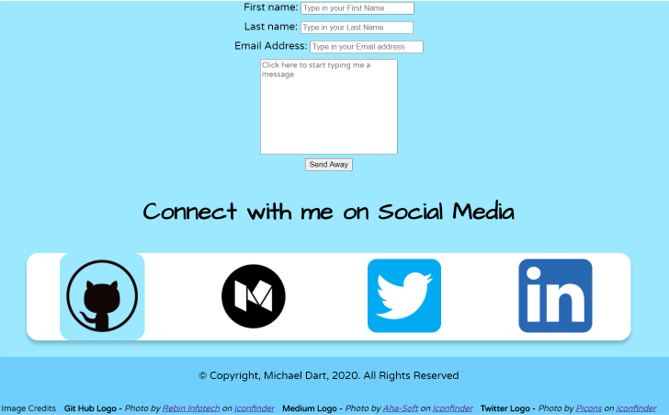 First name: Type in your First Name
Last name: Type in your Last Name
Email Address: Type in your Email address
Click here to start typing me a
message
Send Away
Connect with me on Social Media
in
© Copyright, Michael Dart, 2020. All Rights Reserved
Image Credits Git Hub Logo - Photo by Rebin Infotech on Iconfinder Medium Logo - Photo by Aha-Soft on Iconfinder Twitter Logo - Photo by Picons on Iconfinder